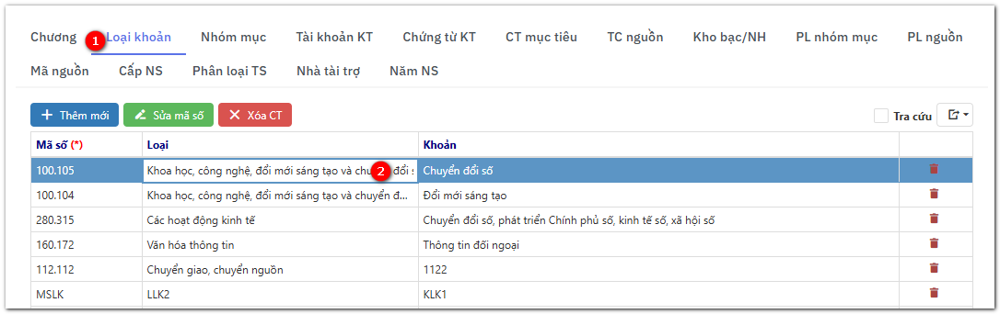 Chương 1 Loại khoản Nhóm mục Tài khoản KT Chứng từ KT CT mục tiêu TC nguồn Kho bạc/NH PL nhóm mục PL nguồn
Mã nguồn Cấp NS Phân loại TS Nhà tài trợ Năm NS
Thêm mới Sửa mã số Xóa CT Tra cứu
Mã số (*) Loại Khoản
100.105 Khoa học, công nghệ, đổi mới sáng tạo và 2 đổi Chuyển đổi số
100.104 Khoa học, công nghệ, đổi mới sáng tạo và chuyển đ... Đổi mới sáng tạo
280.315 Các hoạt động kinh tế Chuyển đổi số, phát triển Chính phủ số, kinh tế số, xã hội số
160.172 Văn hóa thông tin Thông tin đối ngoại
112.112 Chuyển giao, chuyển nguồn 1122
MSLK LLK2 KLK1